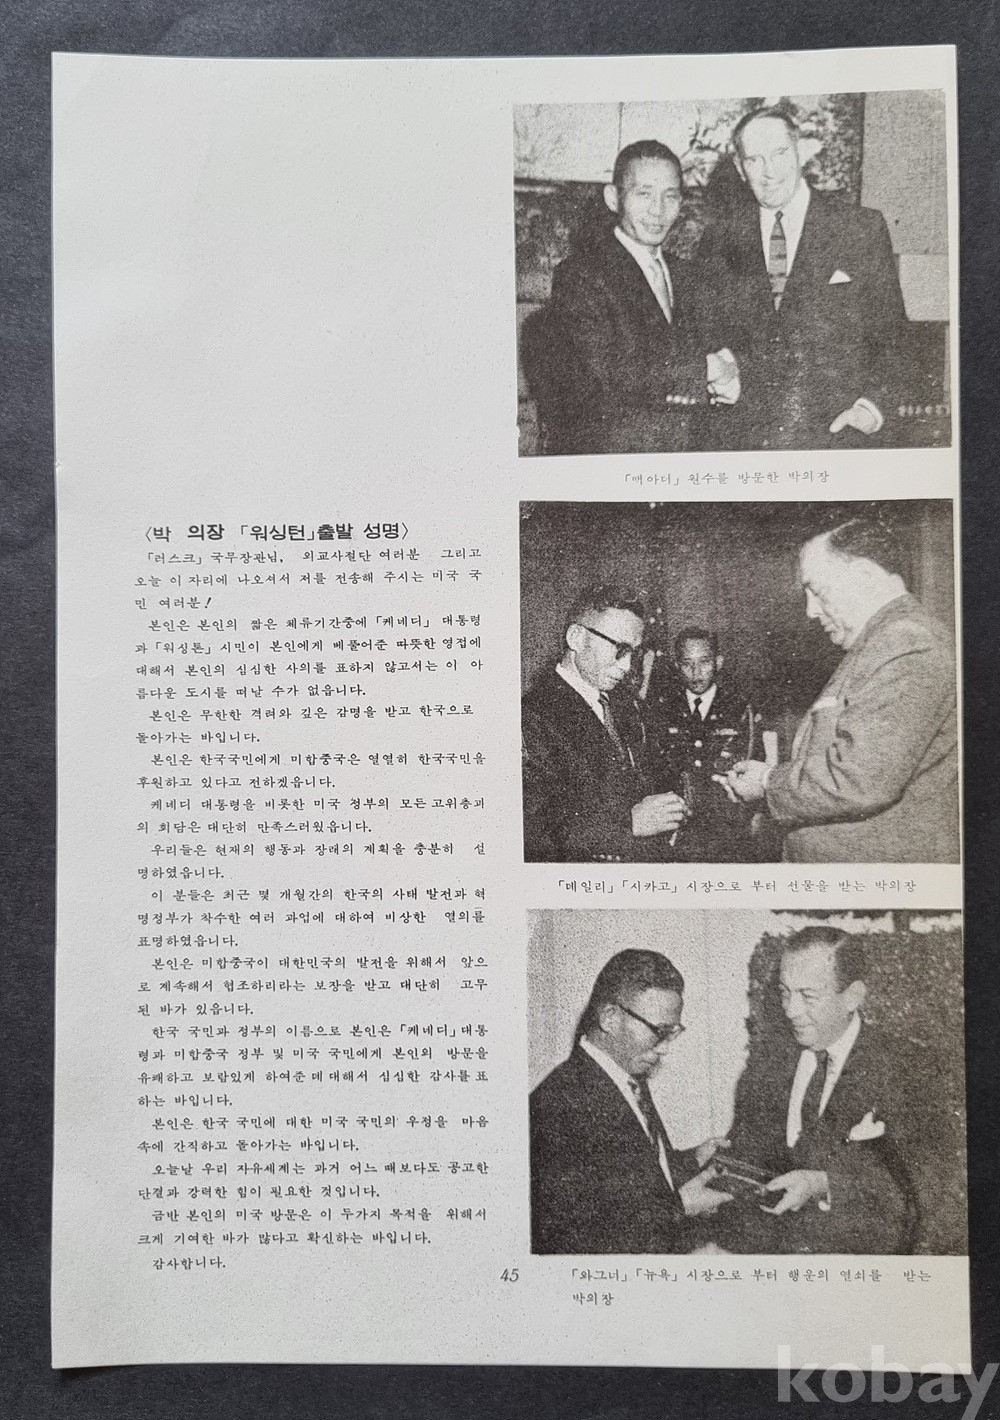 〈박 의장 「워싱턴」출발 성명〉
「러스크」국무장관님, 외교사절단 여러분 그리고
오늘 이 자리에 나오셔서 저를 전송해 주시는 미국 국
민 여러분!
본인은 본인의 짧은 체류기간중에 「케네디」 대통령
과 「워싱톤」 시민이 본인에게 베풀어준 따뜻한 영접에
대해서 본인의 심심한 사의를 표하지 않고서는 이 아
름다운 도시를 떠날 수가 없읍니다.
본인은 무한한 격려와 깊은 감명을 받고 한국으로
돌아가는 바입니다.
본인은 한국국민에게 미합중국은 열열히 한국국민을
후원하고 있다고 전하겠읍니다.
케네디 대통령을 비롯한 미국 정부의 모든 고위층과
의 회담은 대단히 만족스러웠읍니다.
우리들은 현재의 행동과 장래의 계획을 충분히 설
명하였읍니다.
이 분들은 최근 몇 개월간의 한국의 사태 발전과 혁
명정부가 착수한 여러 과업에 대하여 비상한 열의를
표명하였읍니다.
본인은 미합중국이 대한민국의 발전을 위해서 앞으
로 계속해서 협조하리라는 보장을 받고 대단히 고무
된 바가 있읍니다.
한국 국민과 정부의 이름으로 본인은 「케네디」대통
령과 미합중국 정부 및 미국 국민에게 본인의 방문을
유쾌하고 보람있게 하여준 데 대해서 심심한 감사를 표
하는 바입니다.
본인은 한국 국민에 대한 미국 국민의 우정을 마음
속에 간직하고 돌아가는 바입니다.
오늘날 우리 자유세계는 과거 어느 때보다도 공고한
단결과 강력한 힘이 필요한 것입니다.
금반 본인의 미국 방문은 이 두가지 목적을 위해서
크게 기여한 바가 많다고 확신하는 바입니다.
감사합니다.
「맥아더」 원수를 방문한 박의장
「데일리」「시카고」 시장으로 부터 선물을 받는 박의장
「와그너」「뉴욕」 시장으로 부터 행운의 열쇠를 받는
박의장
45
kobay